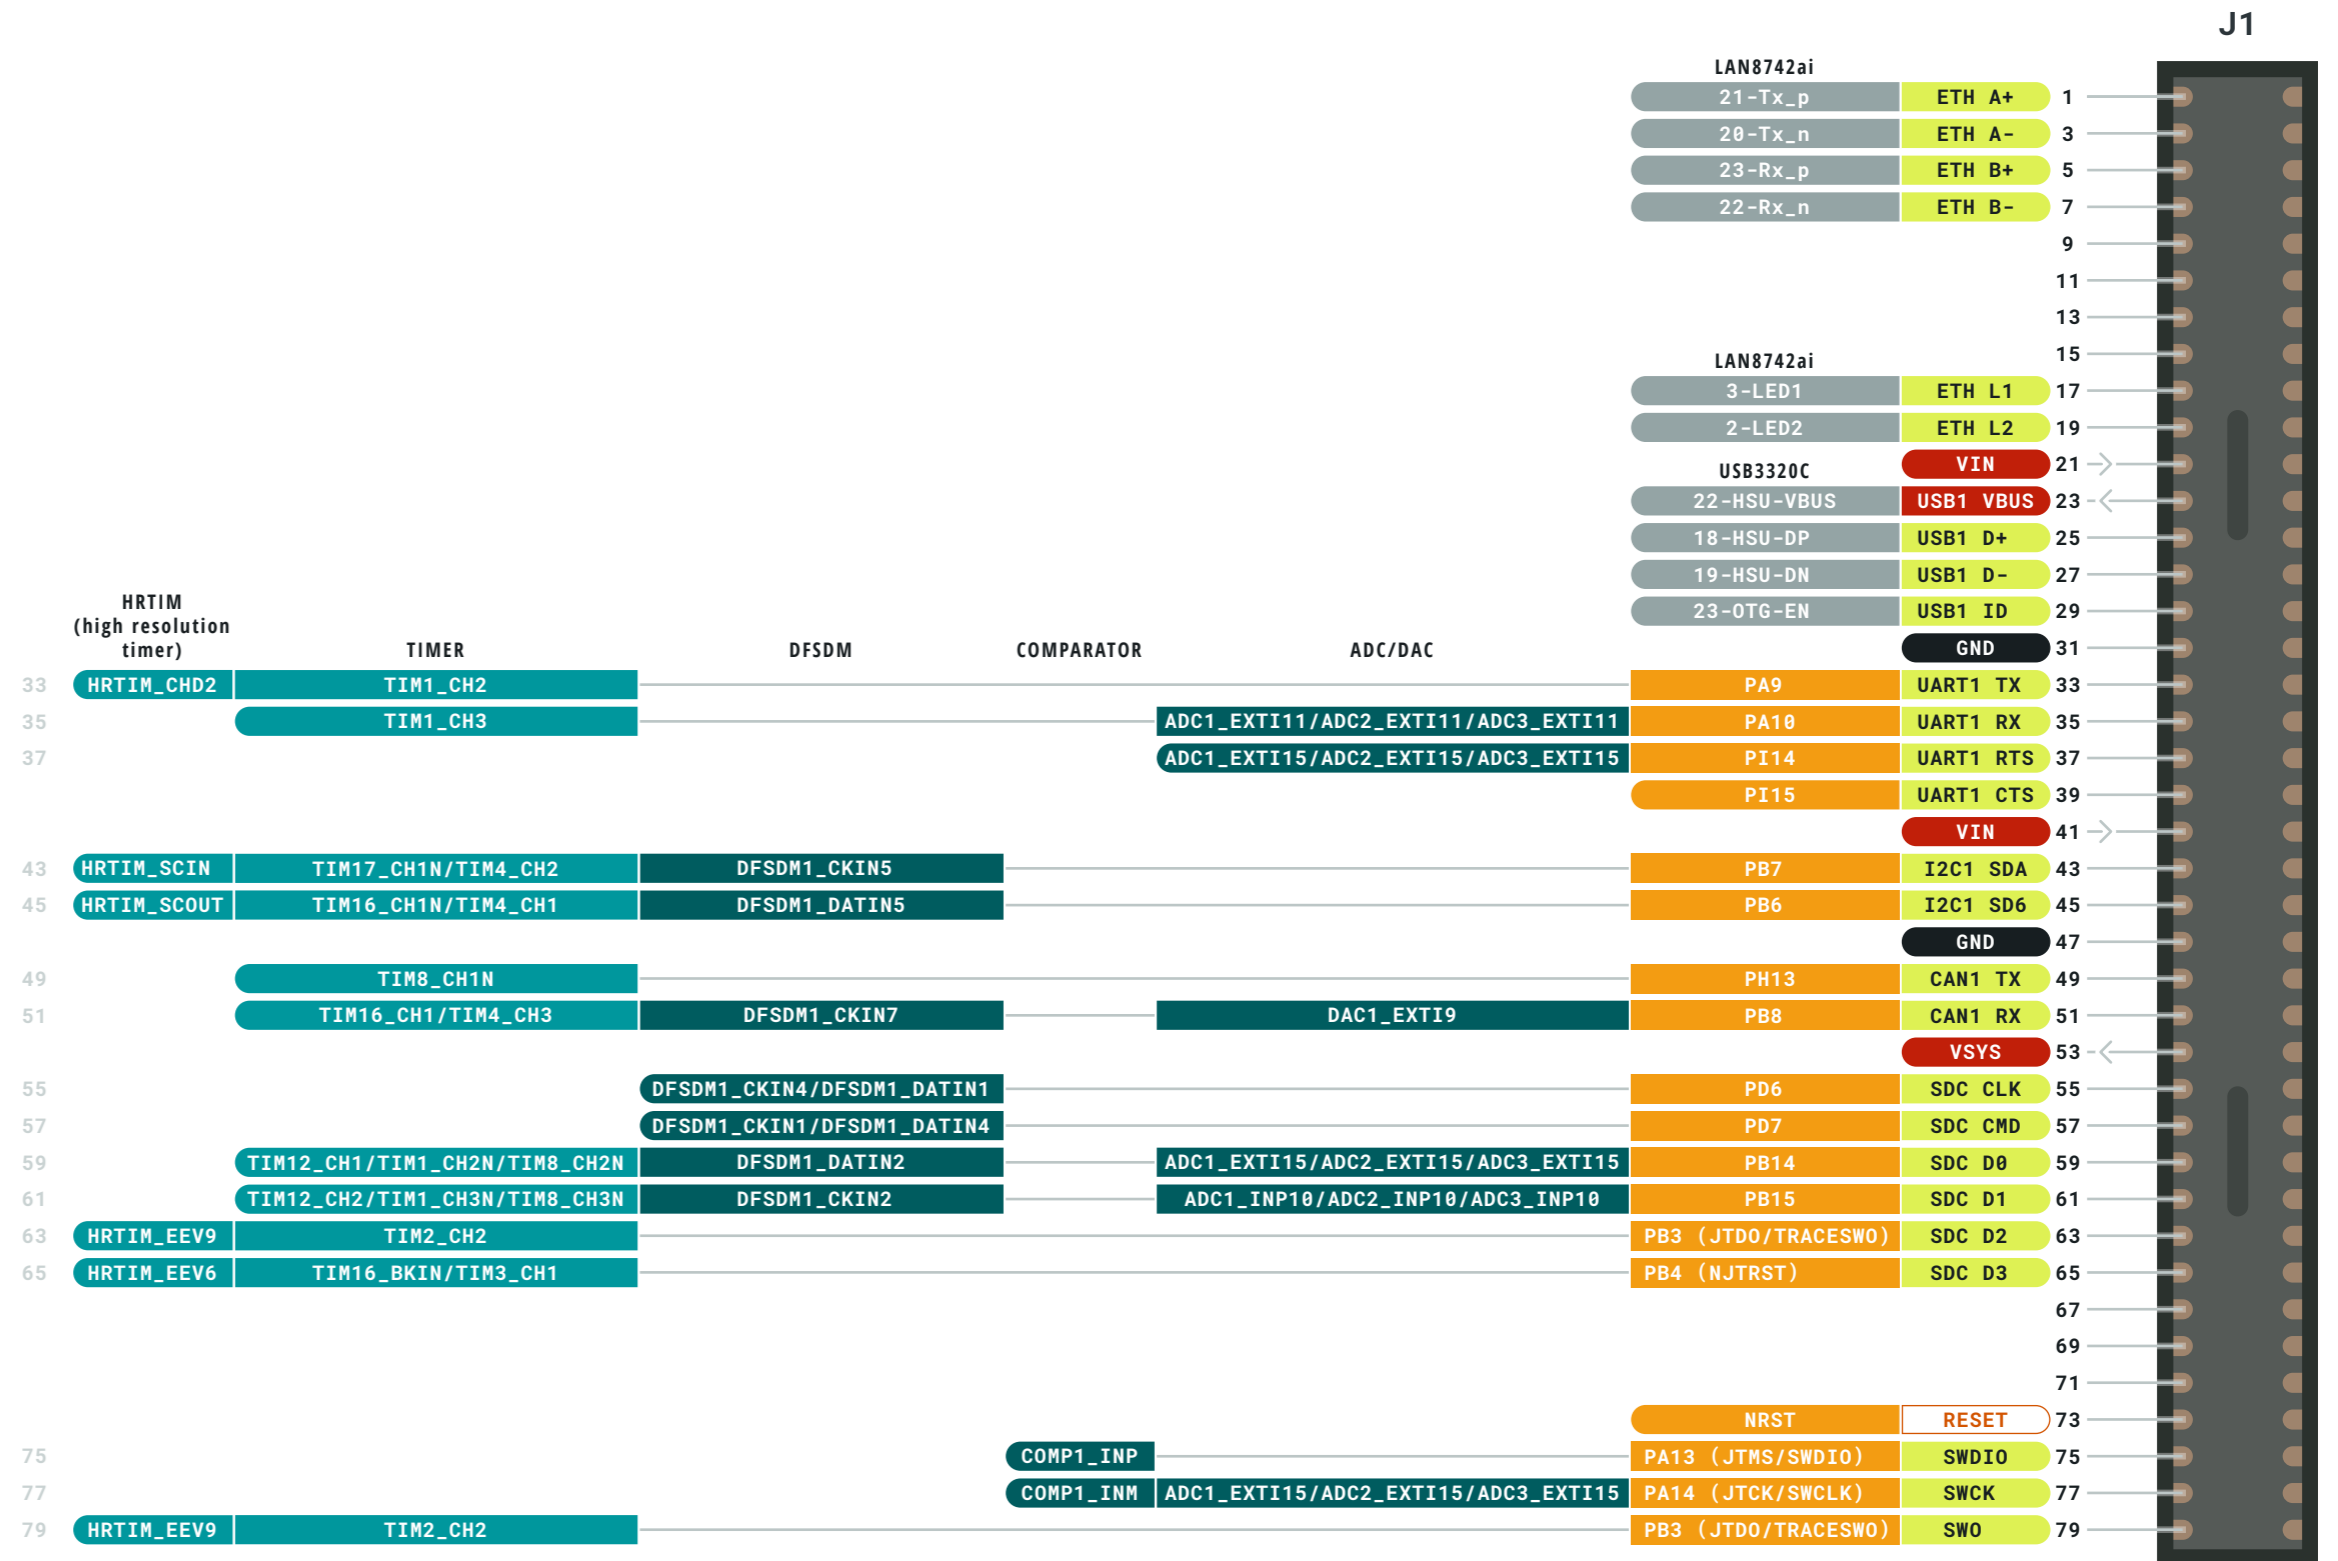 J1
LAN8742ai
21-Tx_p ETH A+ 1
20-Tx_n ETH A- 3
23-Rx_p ETH B+ 5
22-Rx_n ETH B- 7
9
11
13
15
LAN8742ai
3-LED1 ETH L1 17
2-LED2 ETH L2 19
VIN 21
USB3320C
22-HSU-VBUS USB1 VBUS 23
18-HSU-DP USB1 D+ 25
19-HSU-DN USB1 D- 27
23-OTG-EN USB1 ID 29
HRTIM
(high resolution
timer) TIMER DFSDM COMPARATOR ADC/DAC GND 31
33 HRTIM_CHD2 TIM1_CH2 PA9 UART1 TX 33
35 TIM1_CH3 ADC1_EXTI11/ADC2_EXTI11/ADC3_EXTI11 PA10 UART1 RX 35
37 ADC1_EXTI15/ADC2_EXTI15/ADC3_EXTI15 PI14 UART1 RTS 37
PI15 UART1 CTS 39
VIN 41
43 HRTIM_SCIN TIM17_CH1N/TIM4_CH2 DFSDM1_CKIN5 PB7 I2C1 SDA 43
45 HRTIM_SCOUT TIM16_CH1N/TIM4_CH1 DFSDM1_DATIN5 PB6 I2C1 SD6 45
GND 47
49 TIM8_CH1N PH13 CAN1 TX 49
51 TIM16_CH1/TIM4_CH3 DFSDM1_CKIN7 DAC1_EXTI9 PB8 CAN1 RX 51
VSYS 53
55 DFSDM1_CKIN4/DFSDM1_DATIN1 PD6 SDC CLK 55
57 DFSDM1_CKIN1/DFSDM1_DATIN4 PD7 SDC CMD 57
59 TIM12_CH1/TIM1_CH2N/TIM8_CH2N DFSDM1_DATIN2 ADC1_EXTI15/ADC2_EXTI15/ADC3_EXTI15 PB14 SDC D0 59
61 TIM12_CH2/TIM1_CH3N/TIM8_CH3N DFSDM1_CKIN2 ADC1_INP10/ADC2_INP10/ADC3_INP10 PB15 SDC D1 61
63 HRTIM_EEV9 TIM2_CH2 PB3 (JTDO/TRACESWO) SDC D2 63
65 HRTIM_EEV6 TIM16_BKIN/TIM3_CH1 PB4 (NJTRST) SDC D3 65
67
69
71
NRST RESET 73
75 COMP1_INP PA13 (JTMS/SWDIO) SWDIO 75
77 COMP1_INM ADC1_EXTI15/ADC2_EXTI15/ADC3_EXTI15 PA14 (JTCK/SWCLK) SWCK 77
79 HRTIM_EEV9 TIM2_CH2 PB3 (JTDO/TRACESWO) SWO 79